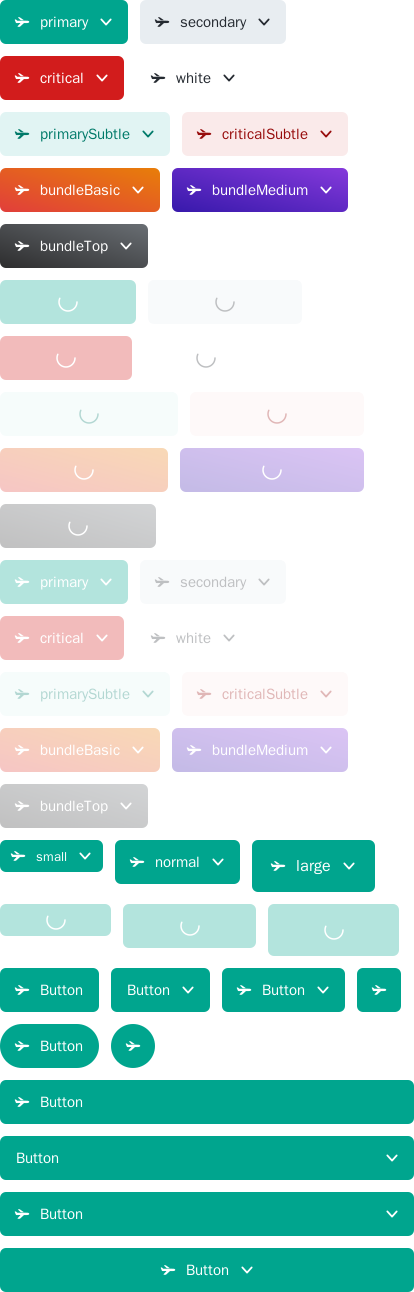 primary secondary
critical white
primarySubtle criticalSubtle
bundleBasic bundleMedium
bundleTop
primary secondary
critical white
primarySubtle criticalSubtle
bundleBasic bundleMedium
bundleTop
small normal large
Button Button Button
Button
Button
Button
Button
Button